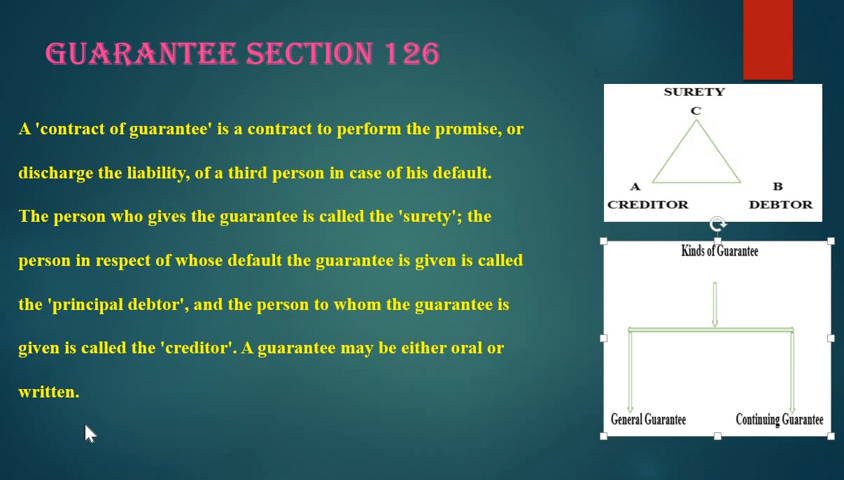 GUARANTEE SECTION 126
A 'contract of guarantee' is a contract to perform the promise, or
discharge the liability, of a third person in case of his default.
The person who gives the guarantee is called the 'surety'; the
person in respect of whose default the guarantee is given is called
the 'principal debtor', and the person to whom the guarantee is
given is called the 'creditor'. A guarantee may be either oral or
written.
SURETY
C
A B
CREDITOR DEBTOR
Kinds of Guarantee
General Guarantee Continuing Guarantee